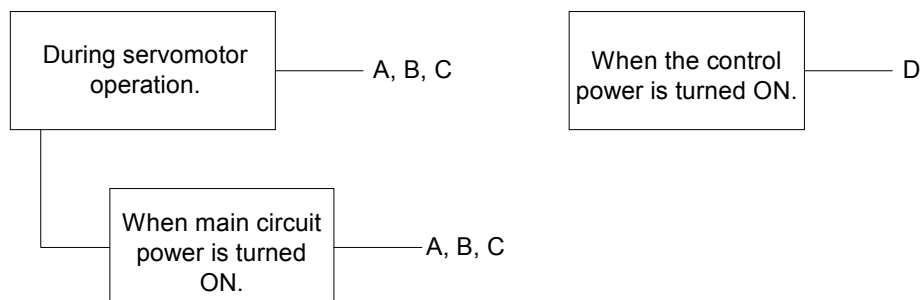 During servomotor
operation.
A, B, C
When the control
power is turned ON.
D
When main circuit
power is turned
ON.
A, B, C